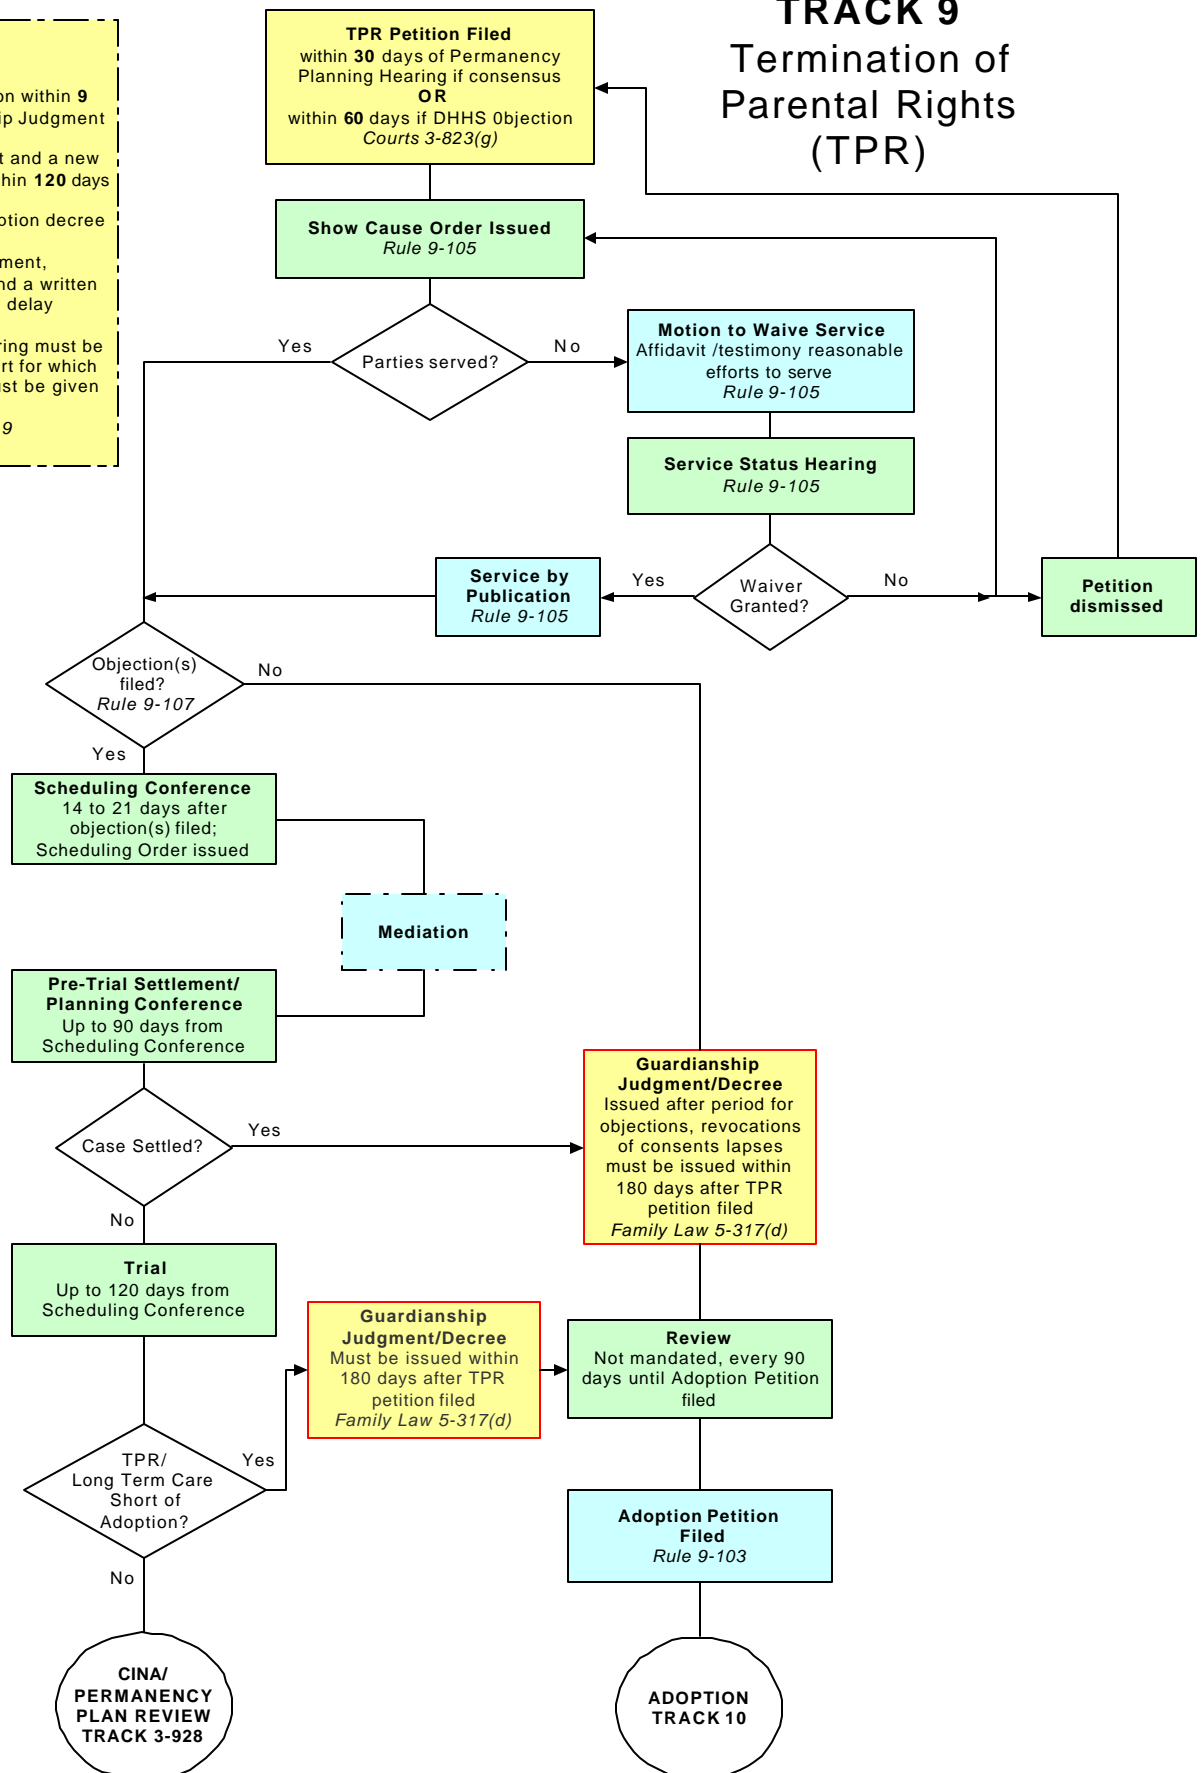 TRACK 9
Termination of
Parental Rights
(TPR)
on within 9
ip Judgment
t and a new
hin 120 days
otion decree
ment,
nd a written
delay
ring must be
rt for which
ust be given
9
TPR Petition Filed
within 30 days of Permanency
Planning Hearing if consensus
OR
within 60 days if DHHS 0bjection
Courts 3-823(g)
Show Cause Order Issued
Rule 9-105
Parties served?
Yes
No
Motion to Waive Service
Affidavit /testimony reasonable
efforts to serve
Rule 9-105
Service Status Hearing
Rule 9-105
Waiver
Granted?
Yes
No
Service by
Publication
Rule 9-105
Petition
dismissed
Objection(s)
filed?
Rule 9-107
No
Yes
Scheduling Conference
14 to 21 days after
objection(s) filed;
Scheduling Order issued
Mediation
Pre-Trial Settlement/
Planning Conference
Up to 90 days from
Scheduling Conference
Case Settled?
Yes
No
Guardianship
Judgment/Decree
Issued after period for
objections, revocations
of consents lapses
must be issued within
180 days after TPR
petition filed
Family Law 5-317(d)
Trial
Up to 120 days from
Scheduling Conference
Guardianship
Judgment/Decree
Must be issued within
180 days after TPR
petition filed
Family Law 5-317(d)
Review
Not mandated, every 90
days until Adoption Petition
filed
TPR/
Long Term Care
Short of
Adoption?
Yes
No
Adoption Petition
Filed
Rule 9-103
CINA/
PERMANENCY
PLAN REVIEW
TRACK 3-928
ADOPTION
TRACK 10